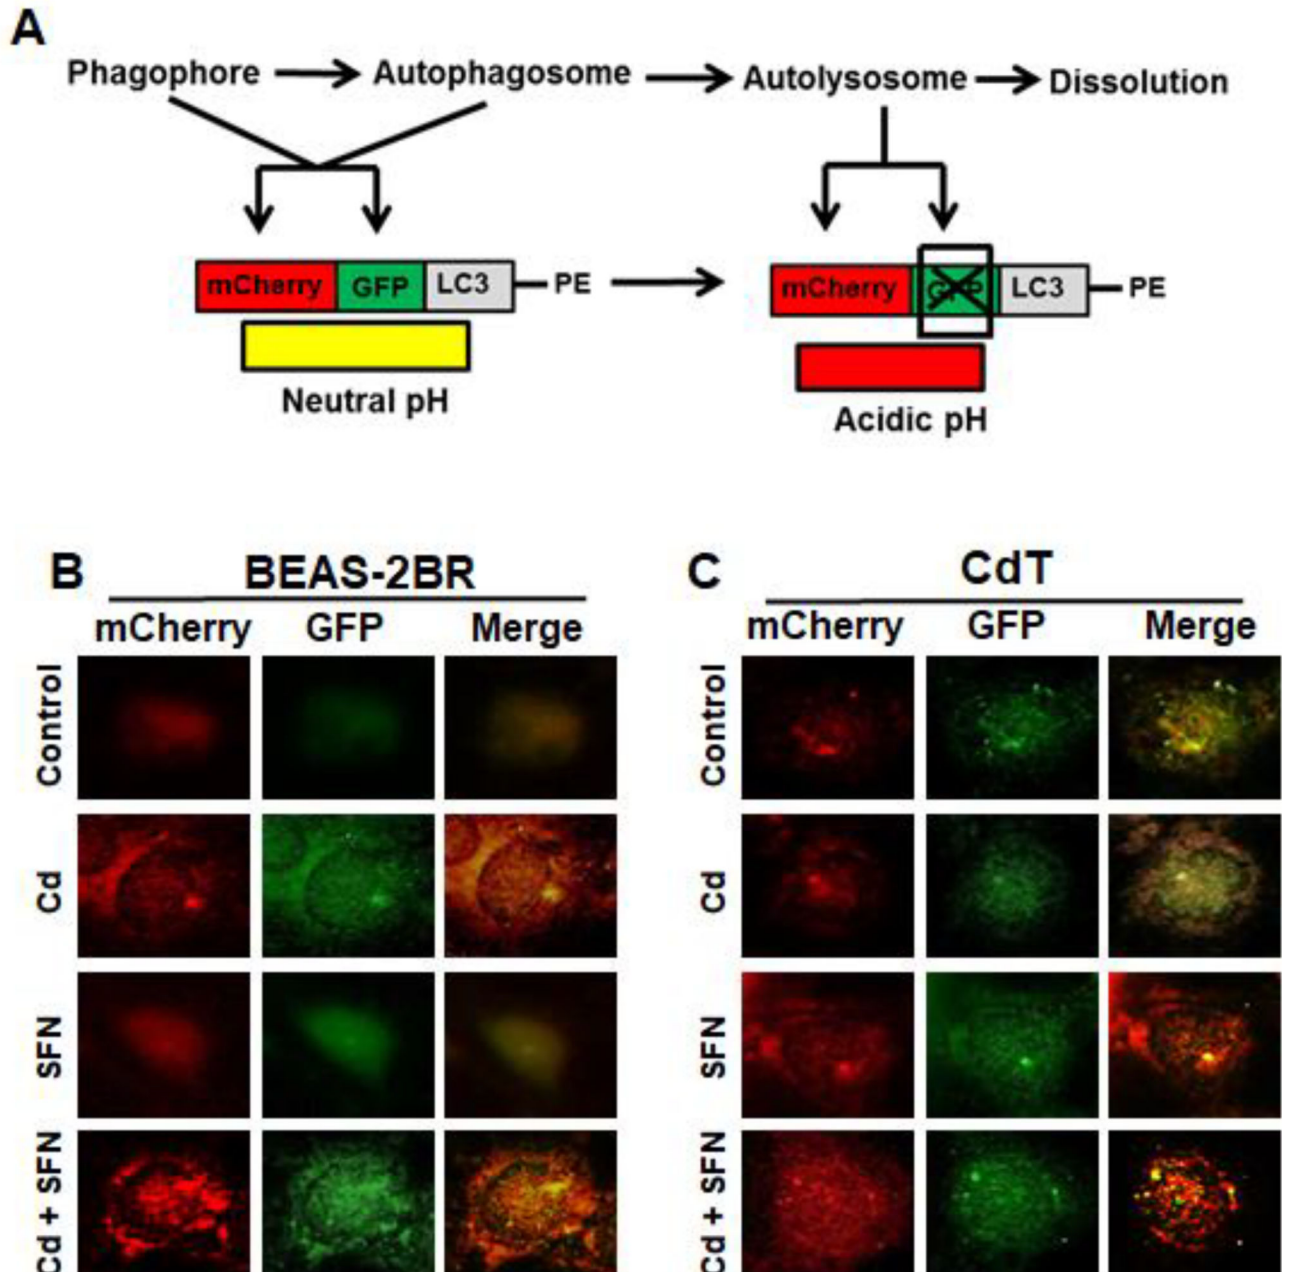 A
Phagophore Autophagosome Autolysosome Dissolution
mCherry GFP LC3 PE
mCherry GFP LC3 PE
Neutral pH
Acidic pH
B BEAS-2BR
mCherry GFP Merge
Control
Cd
SFN
Cd + SFN
C CdT
mCherry GFP Merge
Control
Cd
SFN
Cd + SFN